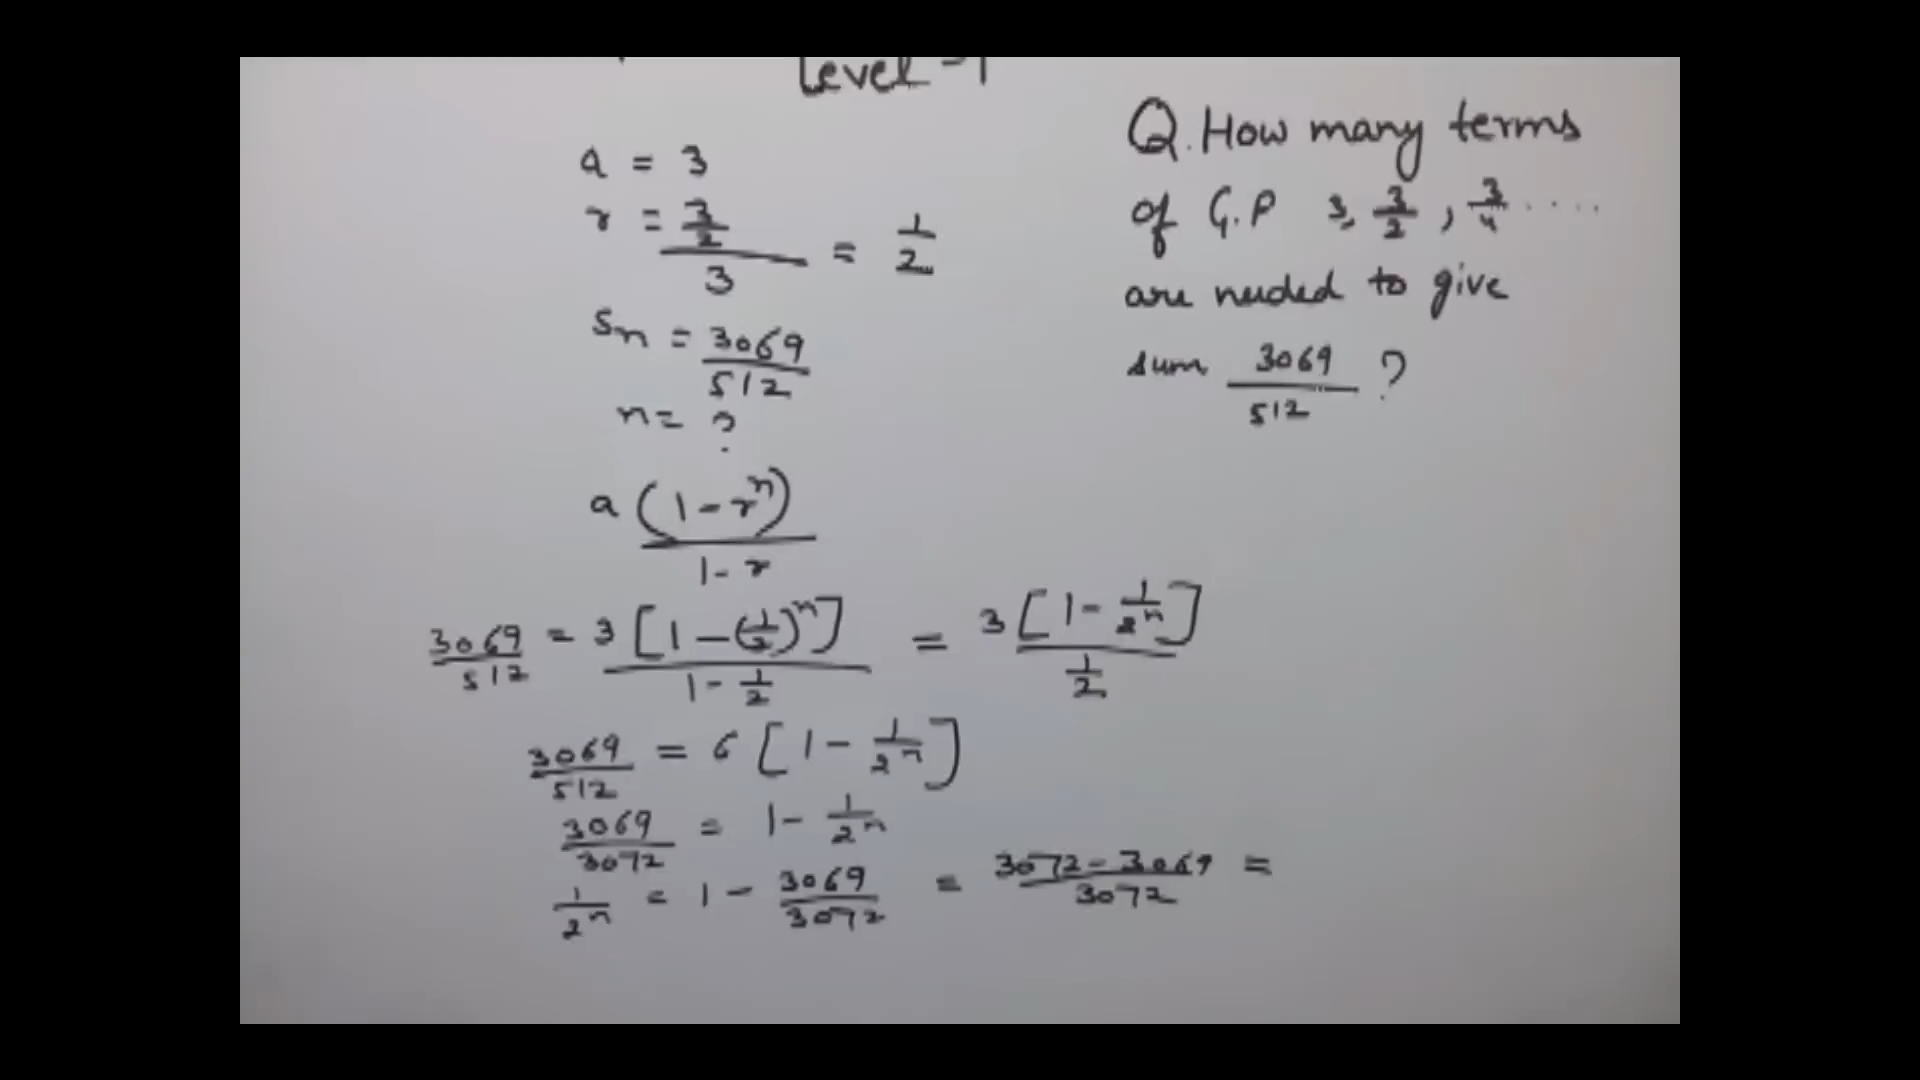 Level - 1
a = 3
r = 3/2 / 3 = 1/2
Sn = 3069/512
n = ?
a (1 - r^n) / 1 - r
3069/512 = 3 [1 - (1/2)^n] / 1 - 1/2 = 3 [1 - 1/2^n] / 1/2
3069/512 = 6 [1 - 1/2^n]
3069/3072 = 1 - 1/2^n
1/2^n = 1 - 3069/3072 = 3072 - 3069 / 3072 =
Q. How many terms
of G.P 3, 3/2, 3/4 ....
are needed to give
sum 3069/512 ?